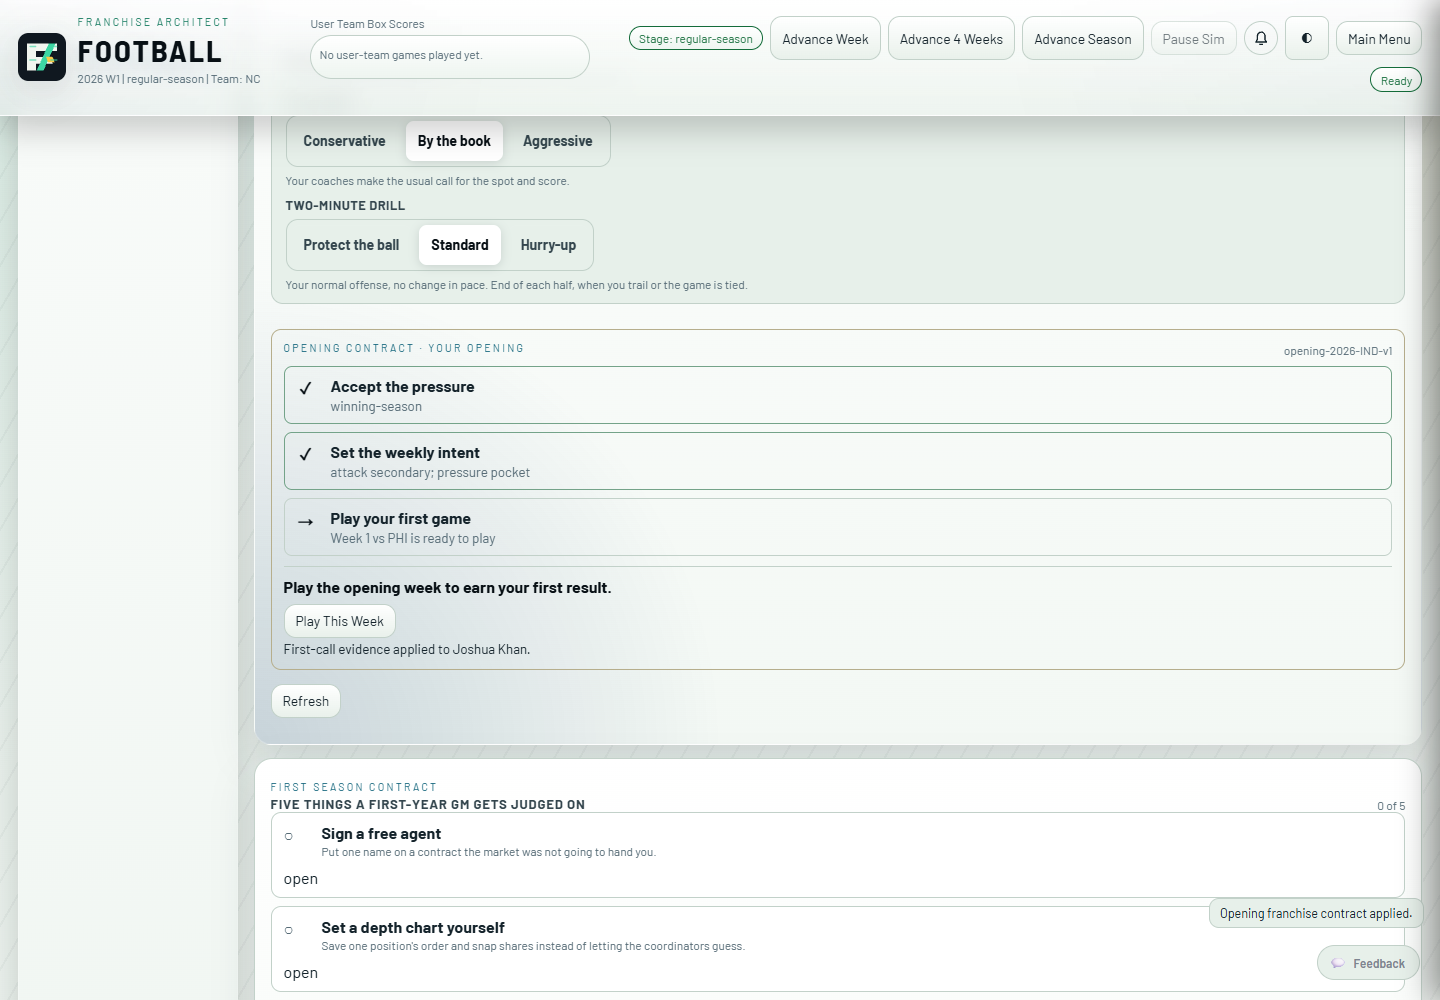 FRANCHISE ARCHITECT
FOOTBALL
2026 W1 | regular-season | Team: NC
User Team Box Scores
No user-team games played yet.
Stage: regular-season
Advance Week
Advance 4 Weeks
Advance Season
Pause Sim
Main Menu
Ready
Conservative
By the book
Aggressive
Your coaches make the usual call for the spot and score.
TWO-MINUTE DRILL
Protect the ball
Standard
Hurry-up
Your normal offense, no change in pace. End of each half, when you trail or the game is tied.
OPENING CONTRACT · YOUR OPENING
opening-2026-IND-v1
✓ Accept the pressure
winning-season
✓ Set the weekly intent
attack secondary; pressure pocket
→ Play your first game
Week 1 vs PHI is ready to play
Play the opening week to earn your first result.
Play This Week
First-call evidence applied to Joshua Khan.
Refresh
FIRST SEASON CONTRACT
FIVE THINGS A FIRST-YEAR GM GETS JUDGED ON
0 of 5
○ Sign a free agent
Put one name on a contract the market was not going to hand you.
open
○ Set a depth chart yourself
Save one position's order and snap shares instead of letting the coordinators guess.
open
Opening franchise contract applied.
Feedback